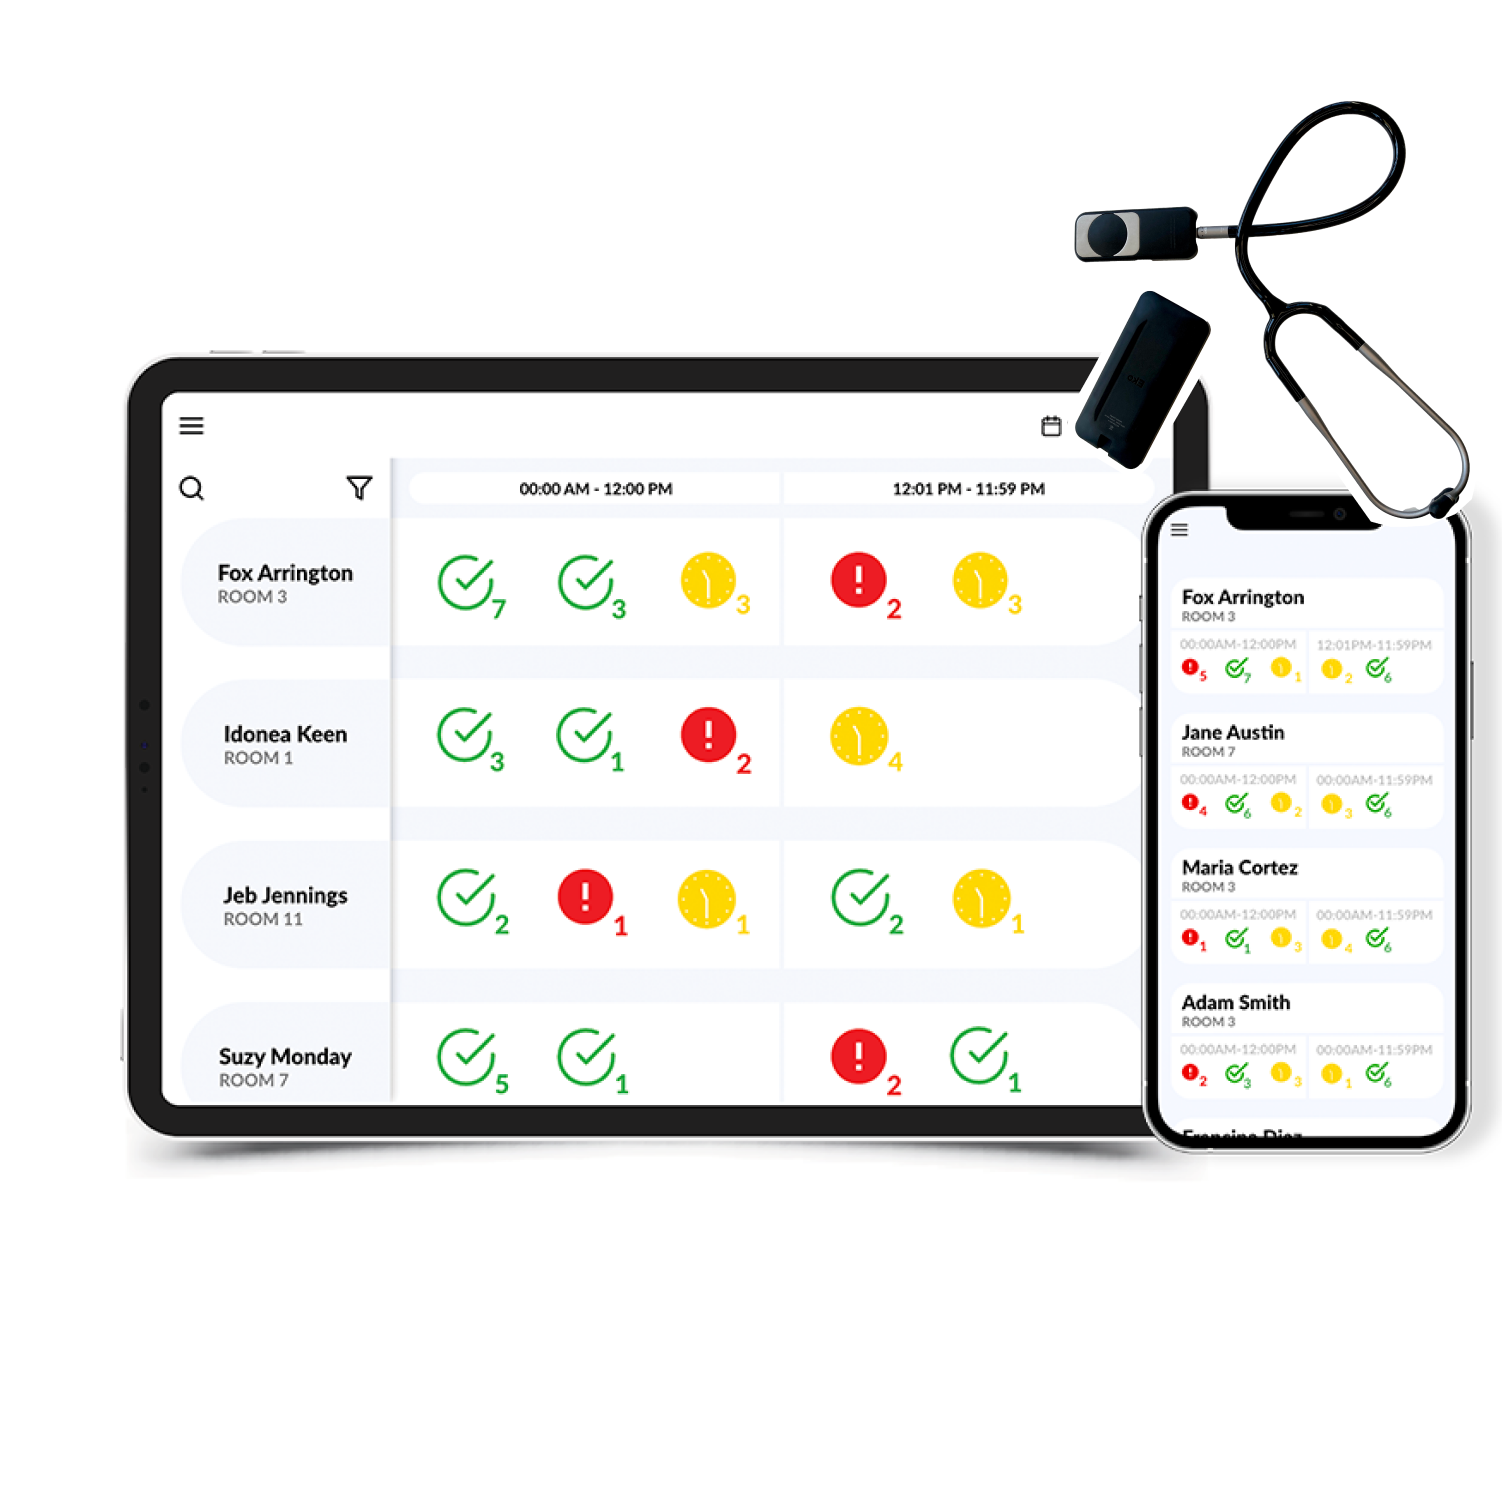 00:00 AM - 12:00 PM
12:01 PM - 11:59 PM
Fox Arrington
ROOM 3
7
3
3
2
3
Idonea Keen
ROOM 1
3
1
2
4
Jeb Jennings
ROOM 11
2
1
1
2
1
Suzy Monday
ROOM 7
5
1
2
1
Fox Arrington
ROOM 3
00:00AM-12:00PM
12:01PM-11:59PM
5
7
1
2
6
Jane Austin
ROOM 7
00:00AM-12:00PM
00:00AM-11:59PM
4
6
2
3
6
Maria Cortez
ROOM 3
00:00AM-12:00PM
00:00AM-11:59PM
1
1
3
4
6
Adam Smith
ROOM 3
00:00AM-12:00PM
00:00AM-11:59PM
2
3
3
1
6